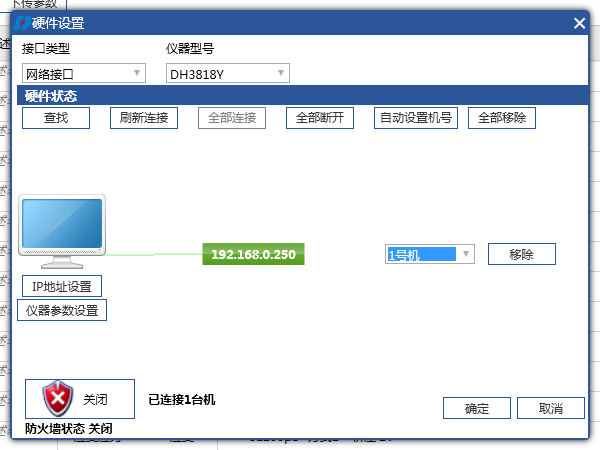 下传参数
硬件设置
接口类型 仪器型号
网络接口 DH3818Y
硬件状态
查找 刷新连接 全部连接 全部断开 自动设置机号 全部移除
192.168.0.250 1号机 移除
IP地址设置
仪器参数设置
关闭 已连接1台机
确定 取消
防火墙状态 关闭